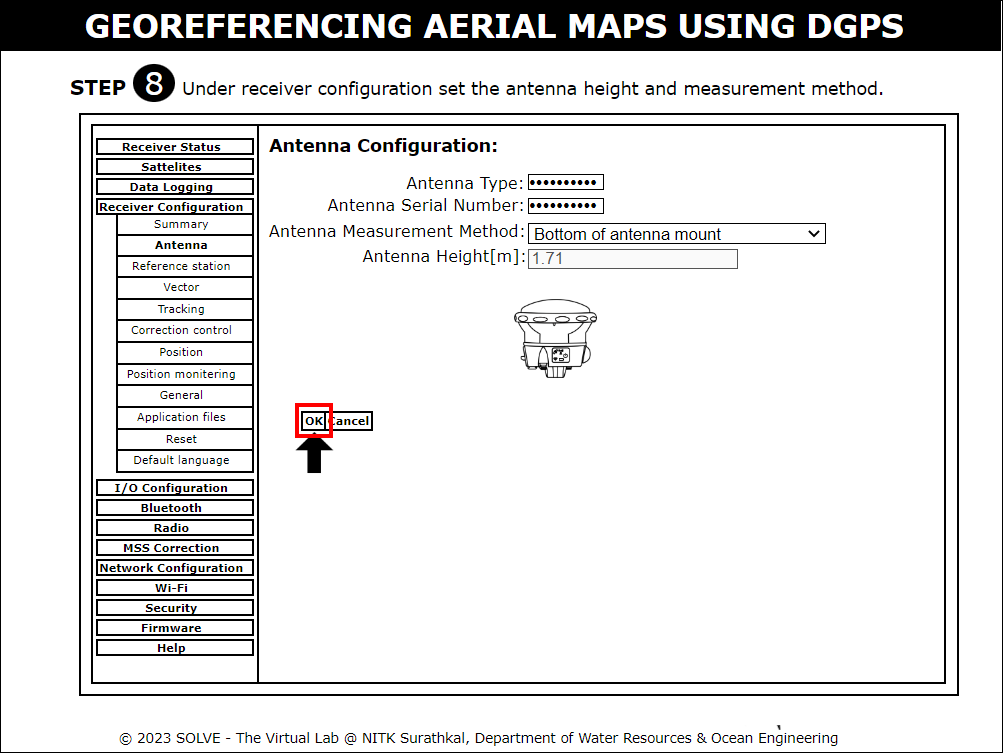 GEOREFERENCING AERIAL MAPS USING DGPS
STEP 8 Under receiver configuration set the antenna height and measurement method.
Receiver Status
Sattelites
Data Logging
Receiver Configuration
Summary
Antenna
Reference station
Vector
Tracking
Correction control
Position
Position monitering
General
Application files
Reset
Default language
I/O Configuration
Bluetooth
Radio
MSS Correction
Network Configuration
Wi-Fi
Security
Firmware
Help
Antenna Configuration:
Antenna Type: ••••••••••
Antenna Serial Number: ••••••••••
Antenna Measurement Method: Bottom of antenna mount
Antenna Height[m]: 1.71
OK Cancel
© 2023 SOLVE - The Virtual Lab @ NITK Surathkal, Department of Water Resources & Ocean Engineering